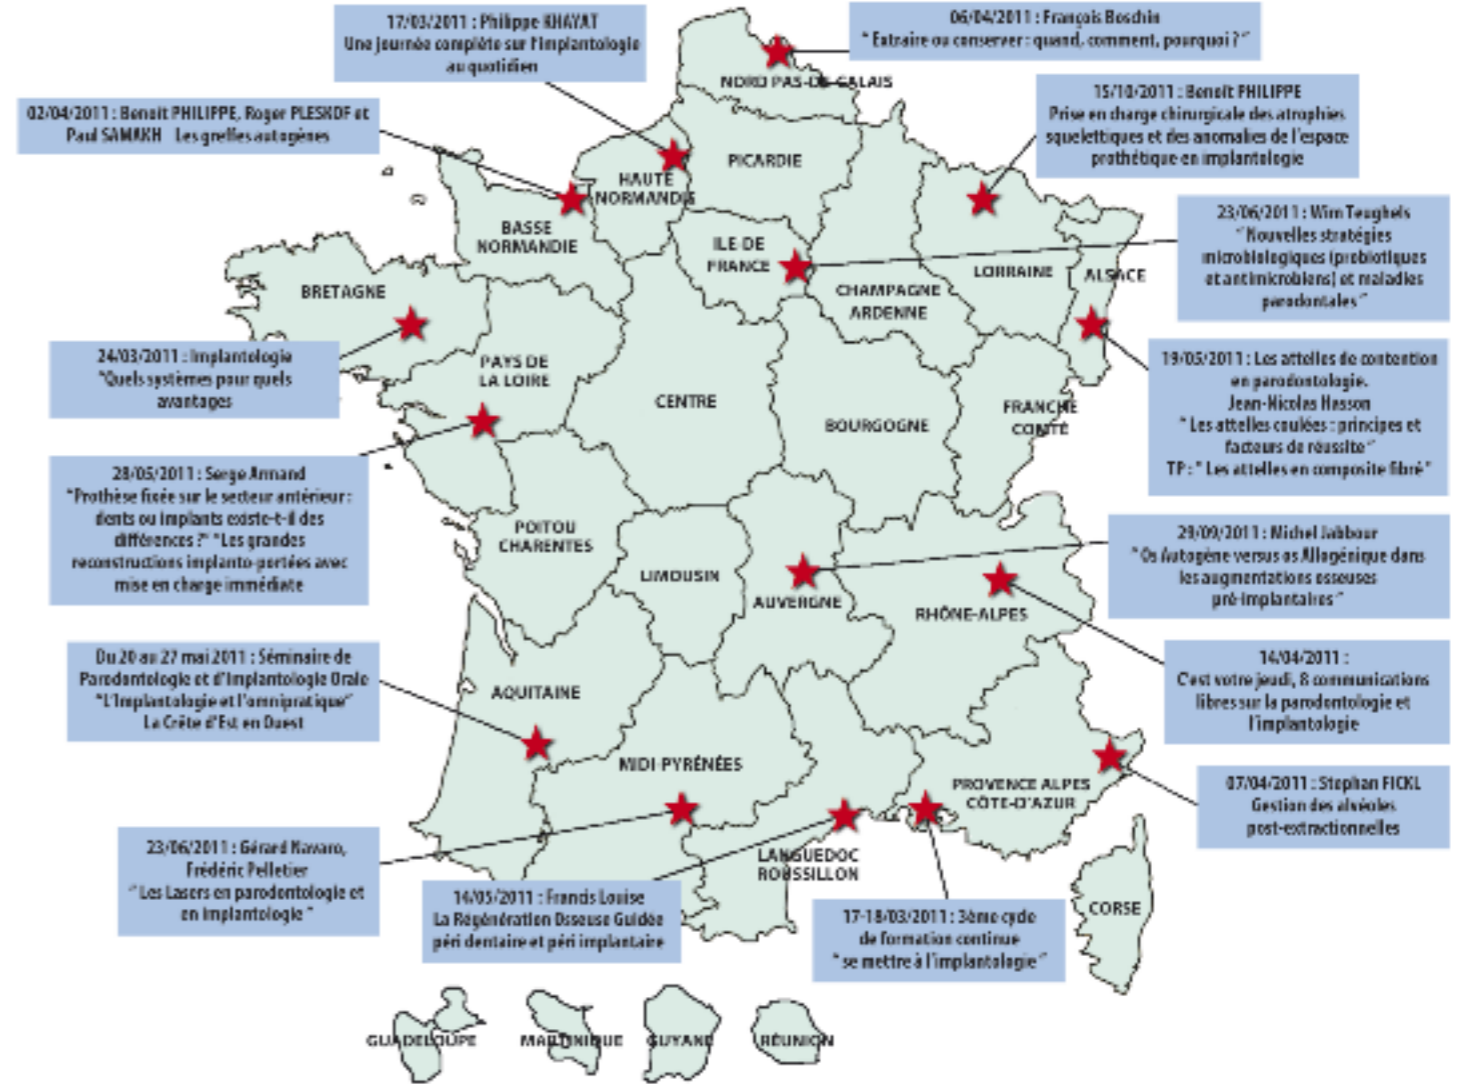 17/03/2011 : Philippe KHAYAT
Une journée complète sur l'Implantologie
au quotidien
06/04/2011 : François Boschin
" Extraire ou conserver : quand, comment, pourquoi ? "
02/04/2011 : Benoit PHILIPPE, Roger PLESKOF et
Paul SAMAKH Les greffes autogènes
15/10/2011 : Benoît PHILIPPE
Prise en charge chirurgicale des atrophies
squelettiques et des anomalies de l'espace
prothétique en implantologie
23/06/2011 : Wim Teughels
" Nouvelles stratégies
microbiologiques (probiotiques
et antimicrobiens) et maladies
parodontales "
24/03/2011 : Implantologie
"Quels systèmes pour quels
avantages
19/05/2011 : Les attelles de contention
en parodontologie.
Jean-Nicolas Hasson
" Les attelles coulées : principes et
facteurs de réussite "
TP : " Les attelles en composite fibré "
28/05/2011 : Serge Armand
"Prothèse fixée sur le secteur antérieur :
dents ou implants existe-t-il des
différences ?" "Les grandes
reconstructions implanto-portées avec
mise en charge immédiate
29/09/2011 : Michel Jabbour
" Os Autogène versus os Allogénique dans
les augmentations osseuses
pré-implantaires "
Du 20 au 27 mai 2011 : Séminaire de
Parodontologie et d'Implantologie Orale
"L'Implantologie et l'omnipratique"
La Crête d'Est en Ouest
14/04/2011 :
C'est votre jeudi, 8 communications
libres sur la parodontologie et
l'implantologie
07/04/2011 : Stephan FICKL
Gestion des alvéoles
post-extractionnelles
23/06/2011 : Gérard Navaro,
Frédéric Pelletier
" Les Lasers en parodontologie et
en implantologie "
14/05/2011 : Francis Louise
La Régénération Osseuse Guidée
péri dentaire et péri implantaire
17-18/03/2011 : 3ème cycle
de formation continue
" se mettre à l'implantologie "
NORD PAS-DE-CALAIS
PICARDIE
HAUTE
NORMANDIE
BASSE
NORMANDIE
ILE DE
FRANCE
CHAMPAGNE
ARDENNE
LORRAINE
ALSACE
BRETAGNE
PAYS DE
LA LOIRE
CENTRE
BOURGOGNE
FRANCHE
COMTÉ
POITOU
CHARENTES
LIMOUSIN
AUVERGNE
RHÔNE-ALPES
AQUITAINE
MIDI-PYRÉNÉES
LANGUEDOC
ROUSSILLON
PROVENCE ALPES
CÔTE-D'AZUR
CORSE
GUADELOUPE
MARTINIQUE
GUYANE
RÉUNION